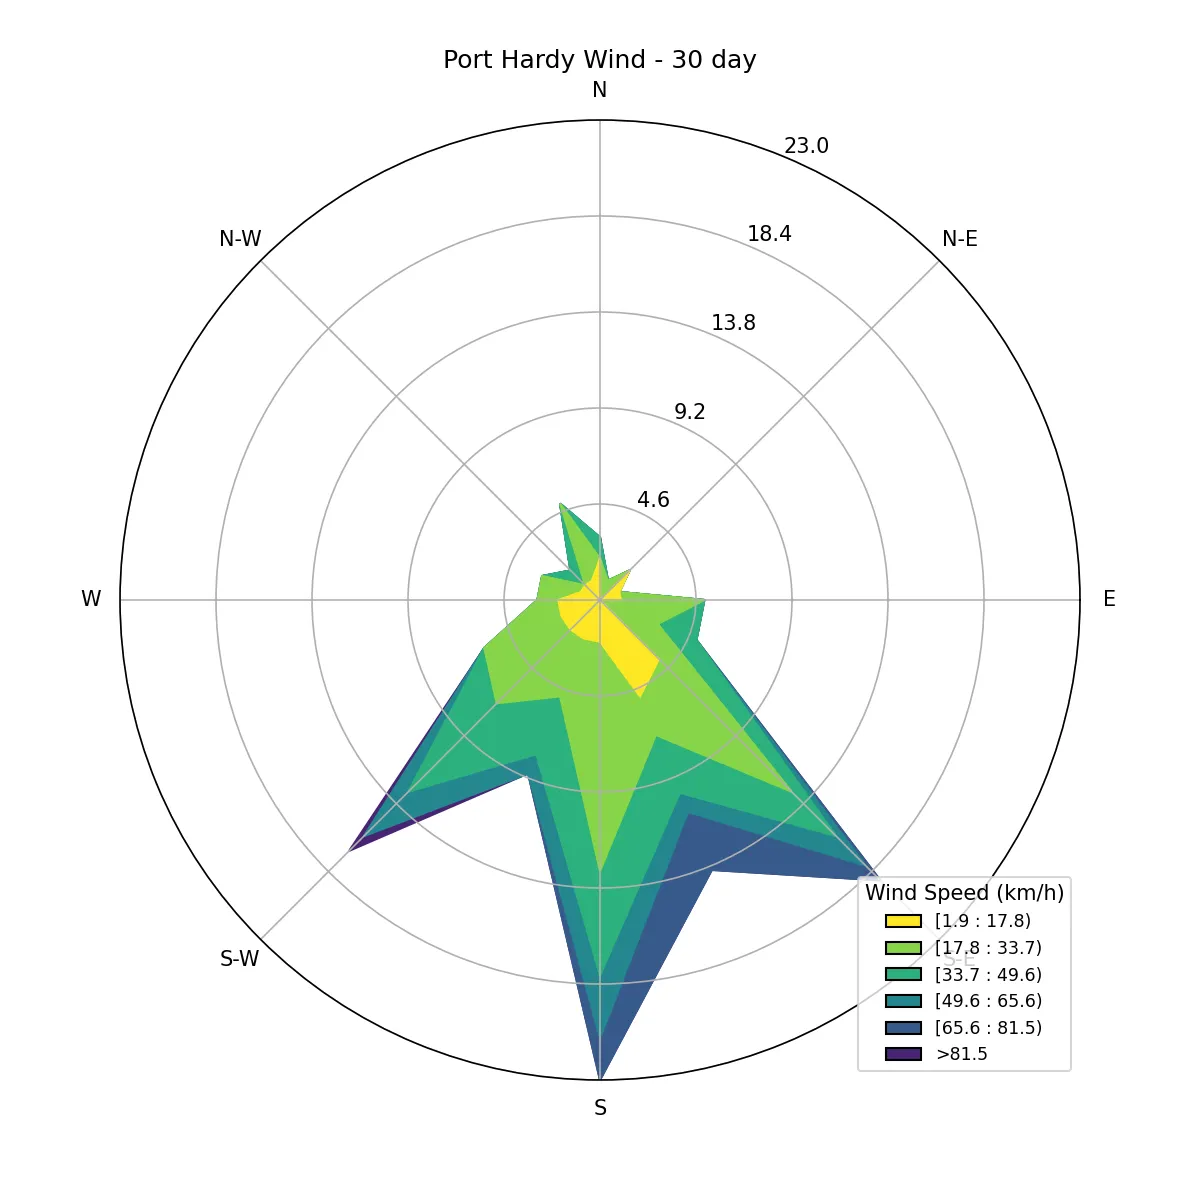 Port Hardy Wind - 30 day
N
23.0
N-W
18.4
N-E
13.8
9.2
4.6
W
E
S-W
S-E
Wind Speed (km/h)
[1.9 : 17.8)
[17.8 : 33.7)
[33.7 : 49.6)
[49.6 : 65.6)
[65.6 : 81.5)
>81.5
S